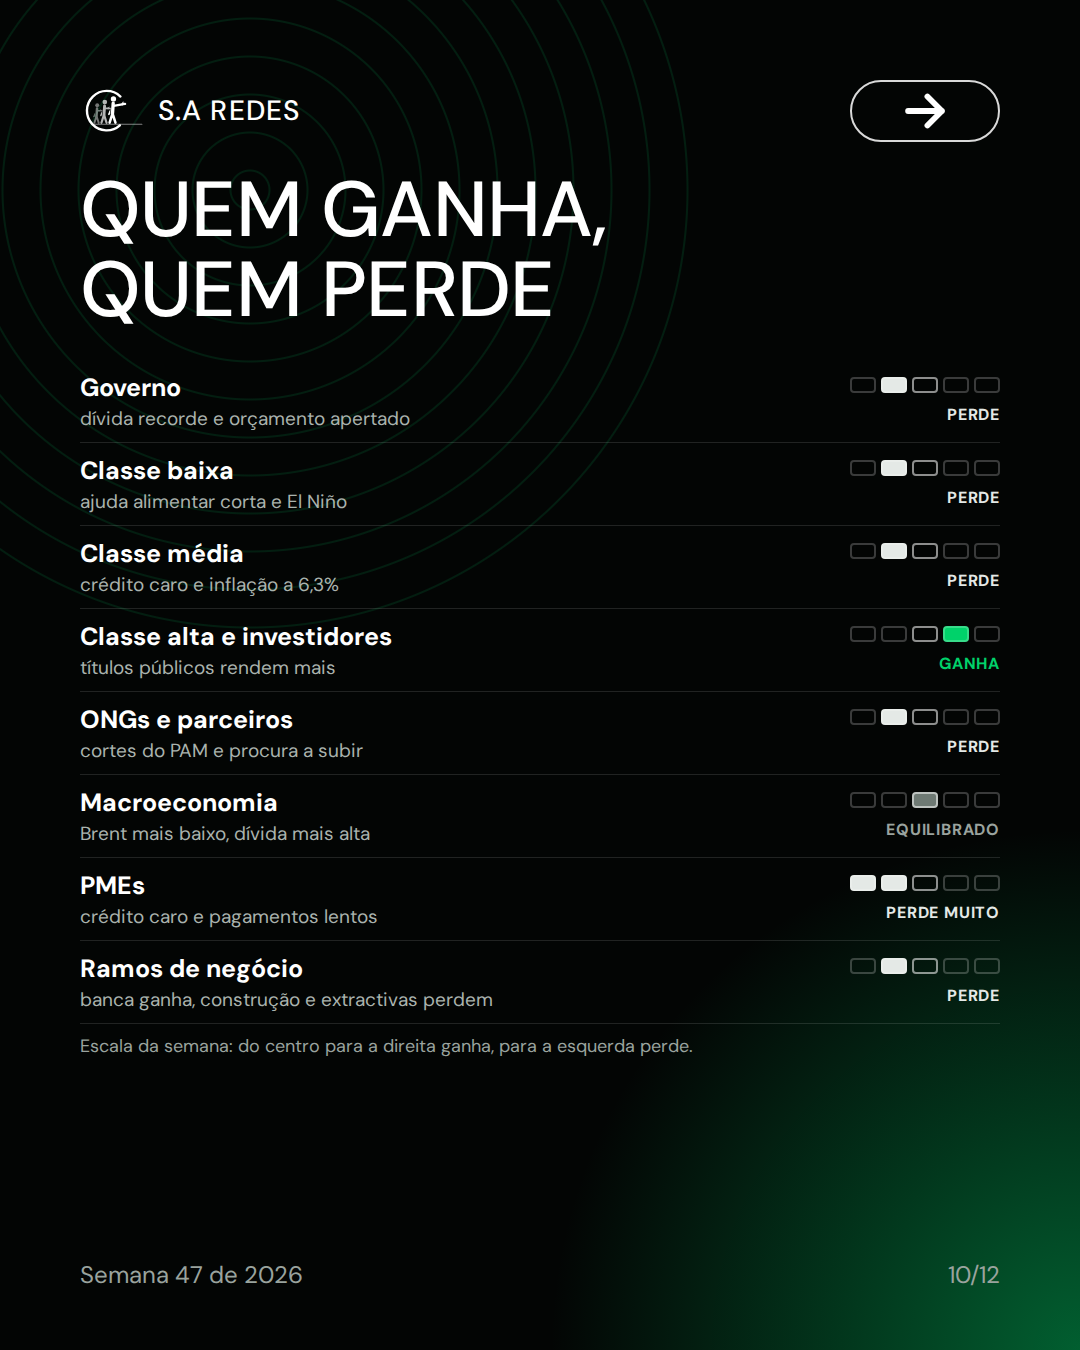 S.A REDES
QUEM GANHA,
QUEM PERDE
Governo
dívida recorde e orçamento apertado
PERDE
Classe baixa
ajuda alimentar corta e El Niño
PERDE
Classe média
crédito caro e inflação a 6,3%
PERDE
Classe alta e investidores
títulos públicos rendem mais
GANHA
ONGs e parceiros
cortes do PAM e procura a subir
PERDE
Macroeconomia
Brent mais baixo, dívida mais alta
EQUILIBRADO
PMEs
crédito caro e pagamentos lentos
PERDE MUITO
Ramos de negócio
banca ganha, construção e extractivas perdem
PERDE
Escala da semana: do centro para a direita ganha, para a esquerda perde.
Semana 47 de 2026
10/12